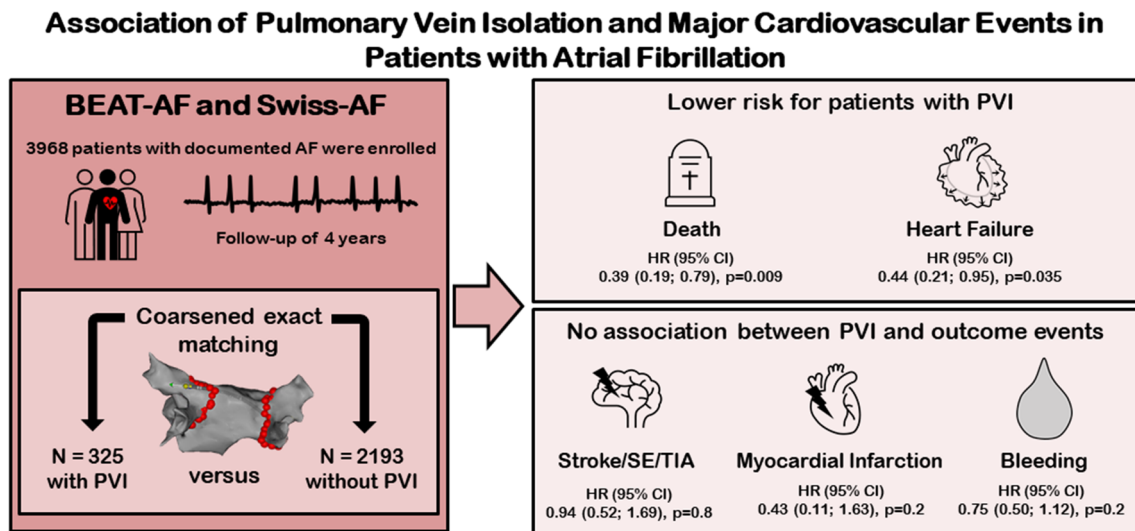 Association of Pulmonary Vein Isolation and Major Cardiovascular Events in
Patients with Atrial Fibrillation
BEAT-AF and Swiss-AF
3968 patients with documented AF were enrolled
Follow-up of 4 years
Coarsened exact
matching
N = 325
with PVI
versus
N = 2193
without PVI
Lower risk for patients with PVI
Death
HR (95% CI)
0.39 (0.19; 0.79), p=0.009
Heart Failure
HR (95% CI)
0.44 (0.21; 0.95), p=0.035
No association between PVI and outcome events
Stroke/SE/TIA
HR (95% CI)
0.94 (0.52; 1.69), p=0.8
Myocardial Infarction
HR (95% CI)
0.43 (0.11; 1.63), p=0.2
Bleeding
HR (95% CI)
0.75 (0.50; 1.12), p=0.2